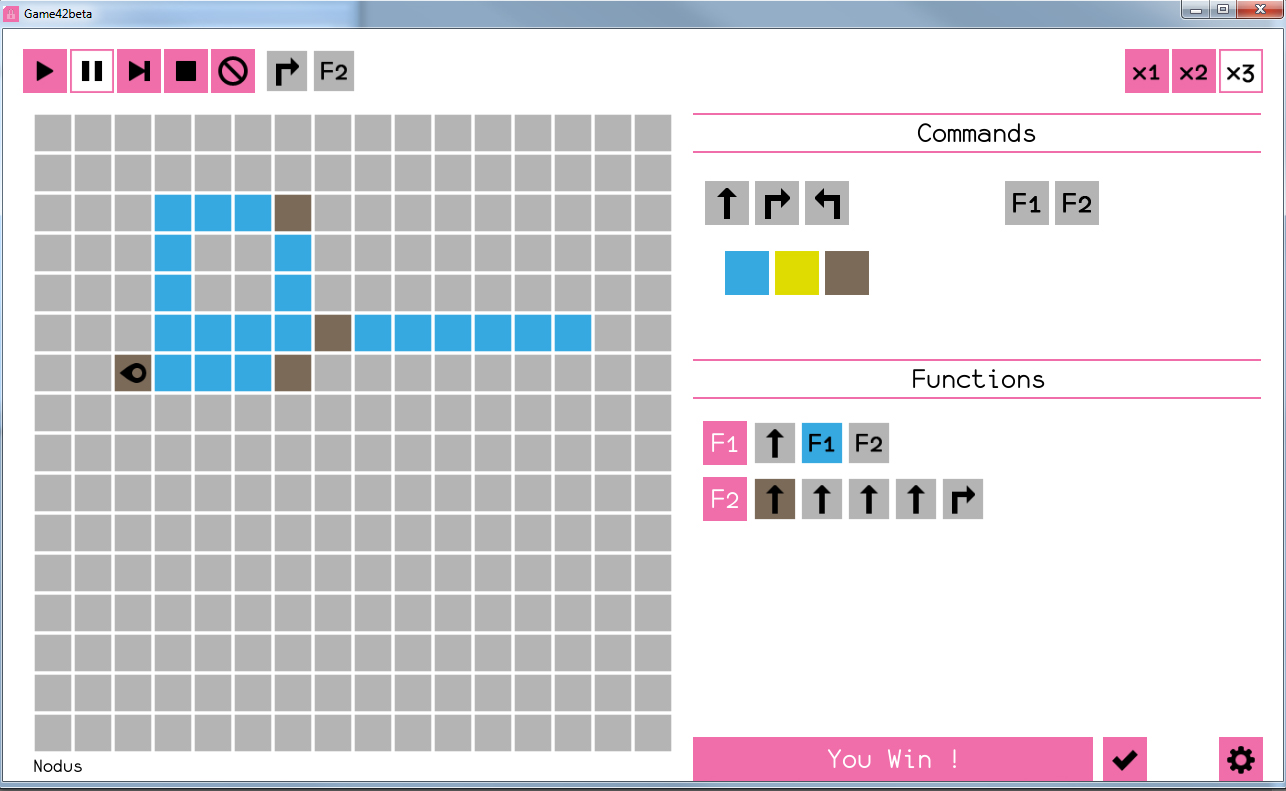 Game42beta
F2 x1 x2 x3
Commands
F1 F2
Functions
F1 F1 F2
F2
Nodus
You Win !